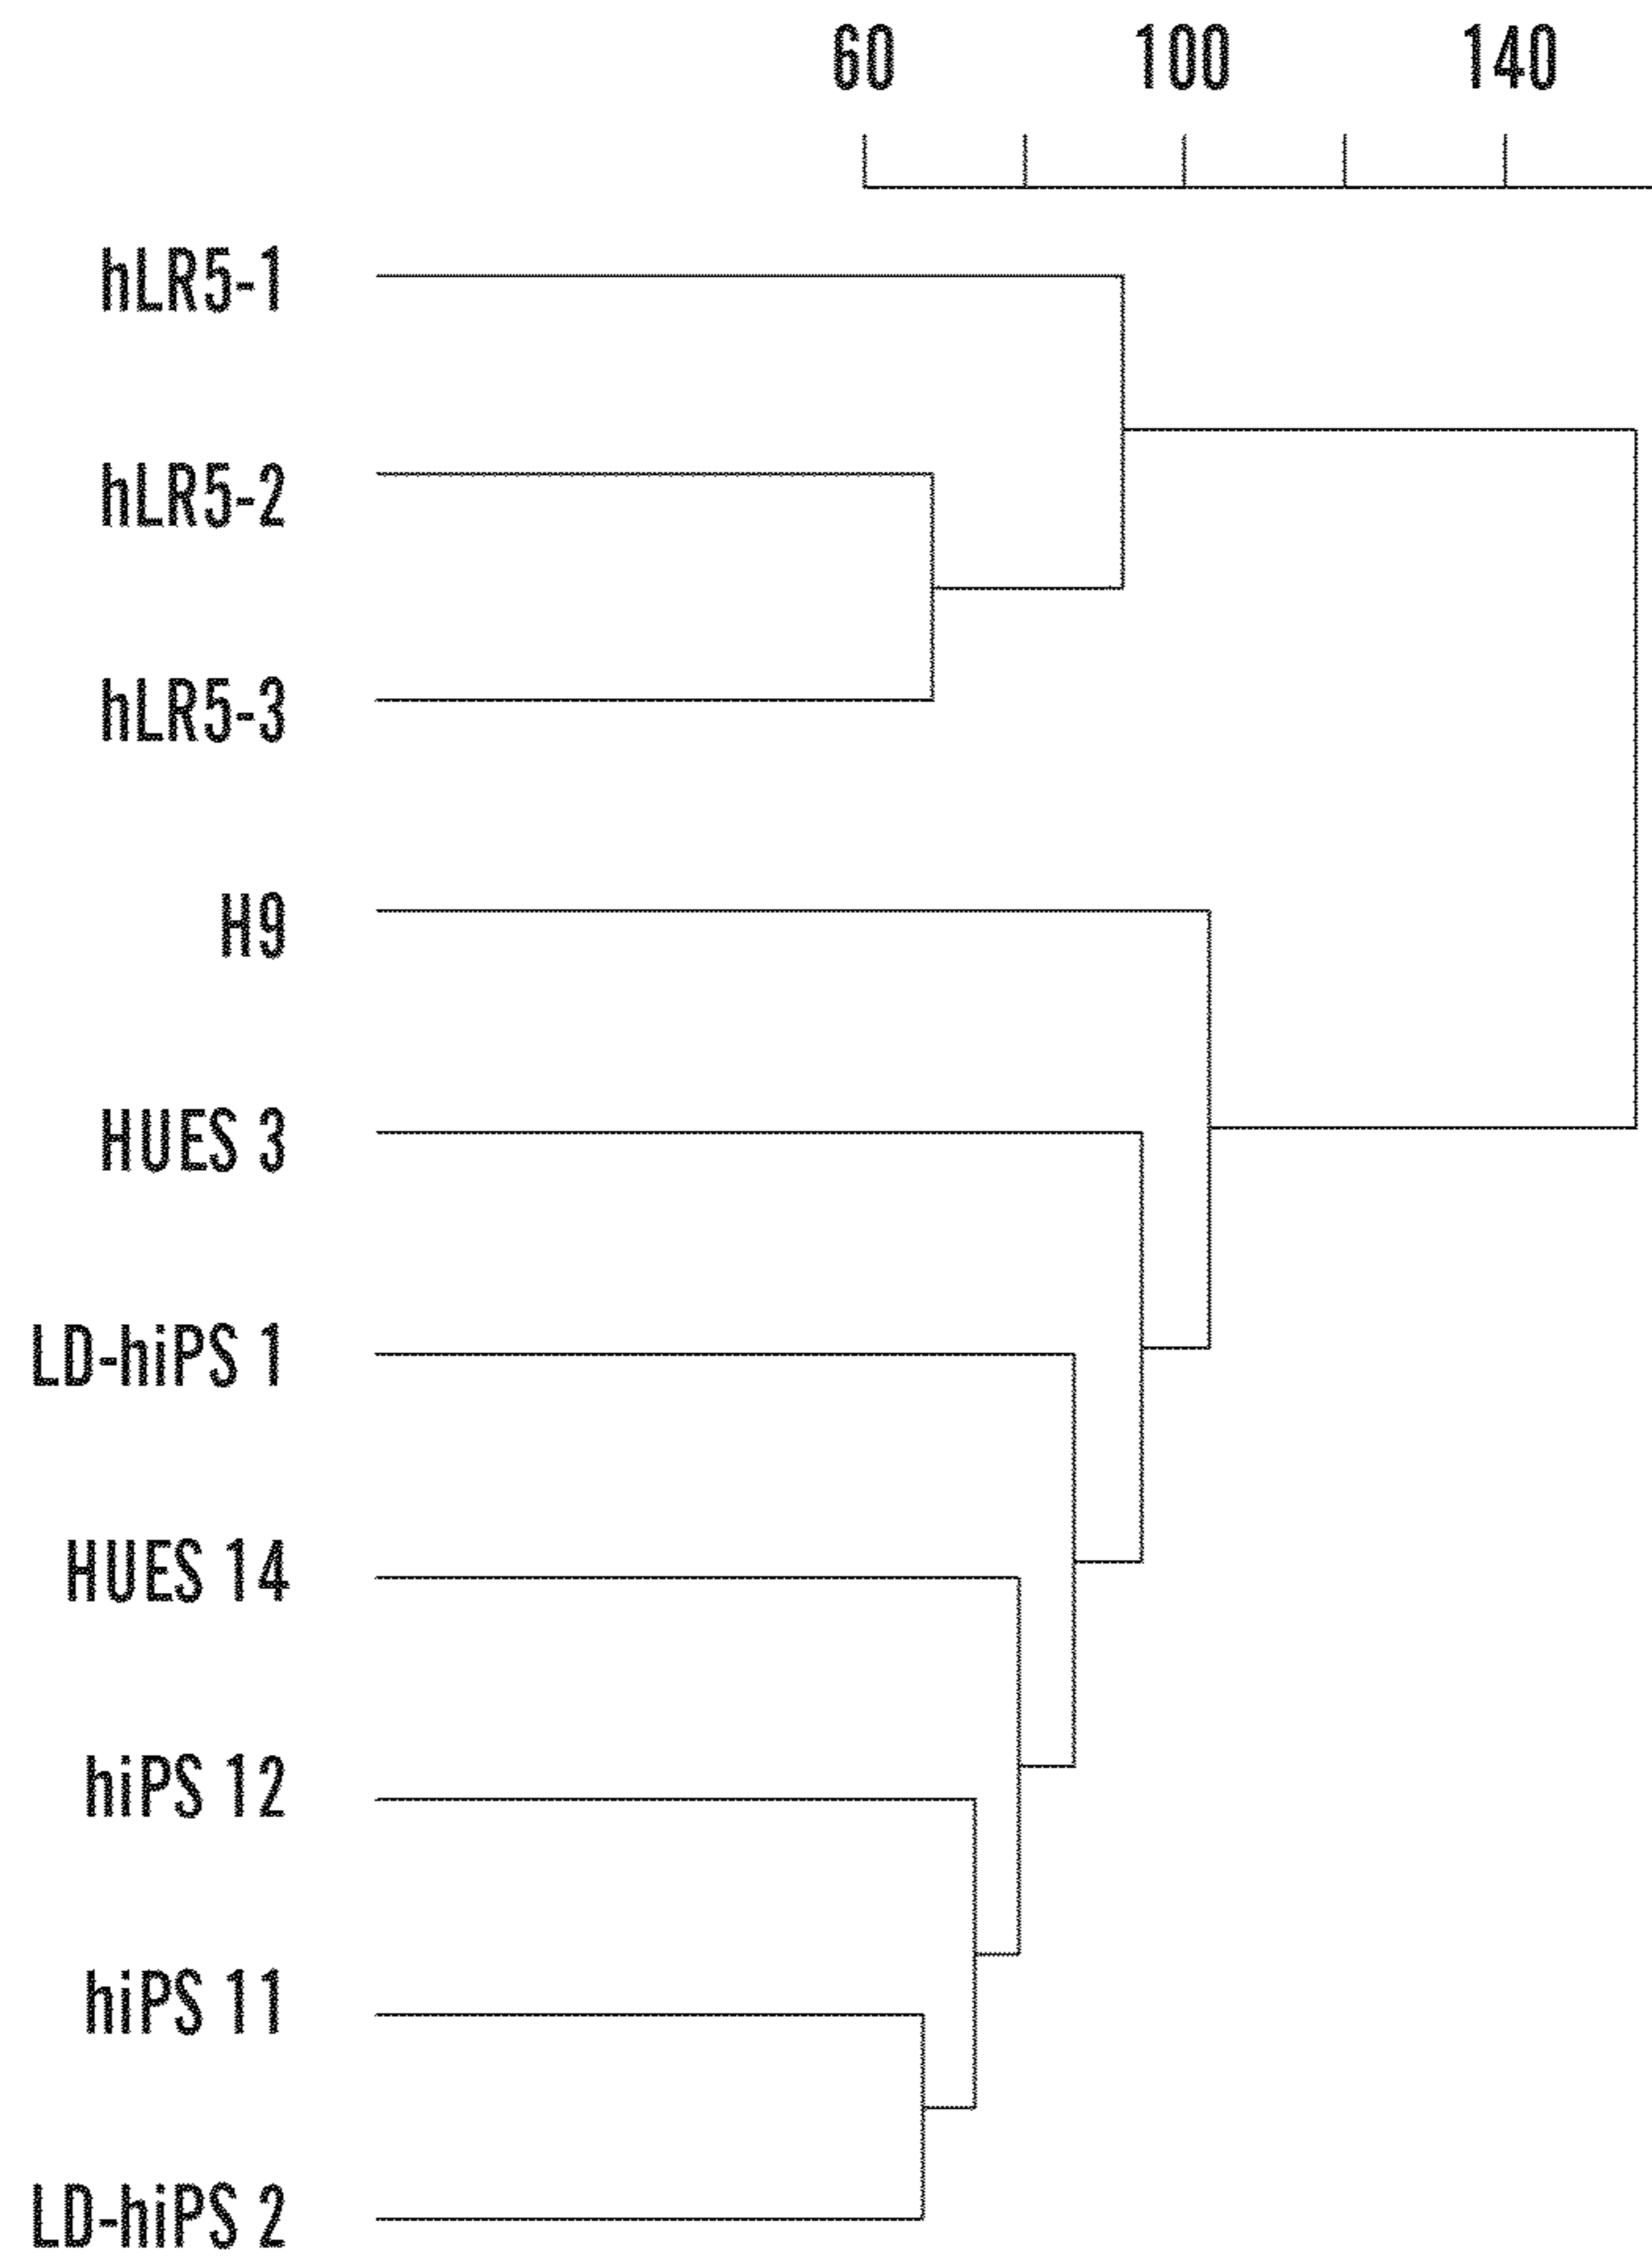 60 100 140
hLR5-1
hLR5-2
hLR5-3
H9
HUES 3
LD-hiPS 1
HUES 14
hiPS 12
hiPS 11
LD-hiPS 2